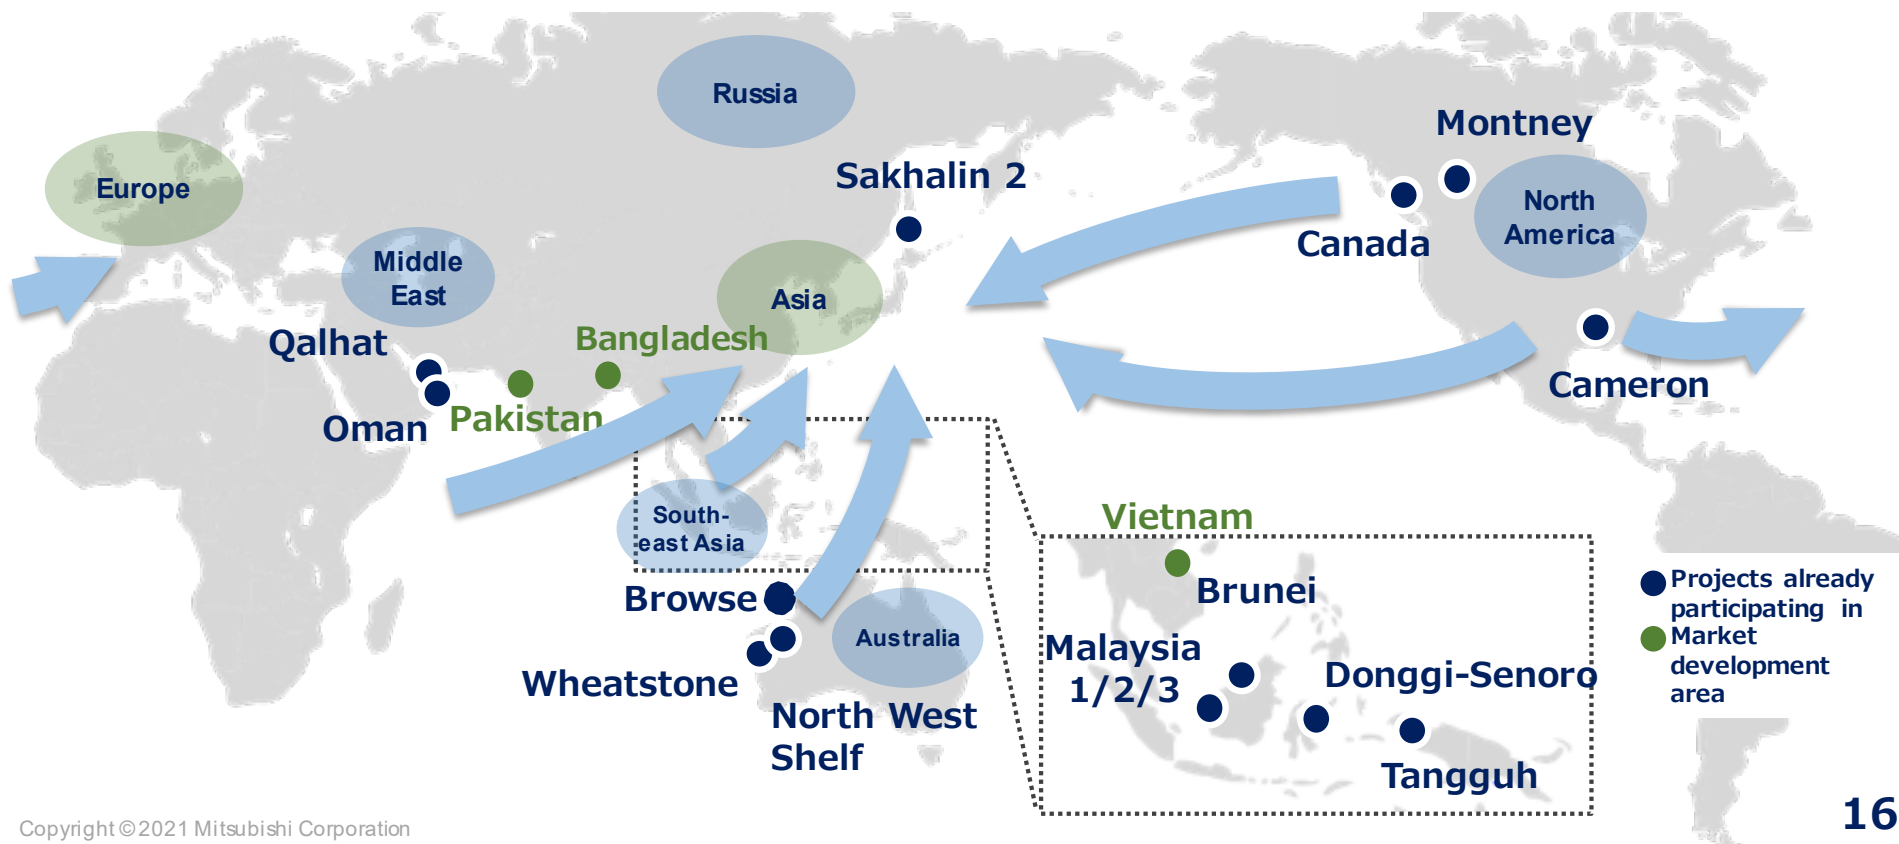 Russia
Montney
Sakhalin 2
Europe
North
America
Canada
Middle
East
Asia
Qalhat
Bangladesh
Cameron
Oman
Pakistan
South-
east Asia
Vietnam
Browse
Brunei
Australia
Malaysia
1/2/3
Donggi-Senoro
Wheatstone
North West
Shelf
Tangguh
Projects already
participating in
Market
development
area
Copyright © 2021 Mitsubishi Corporation
16